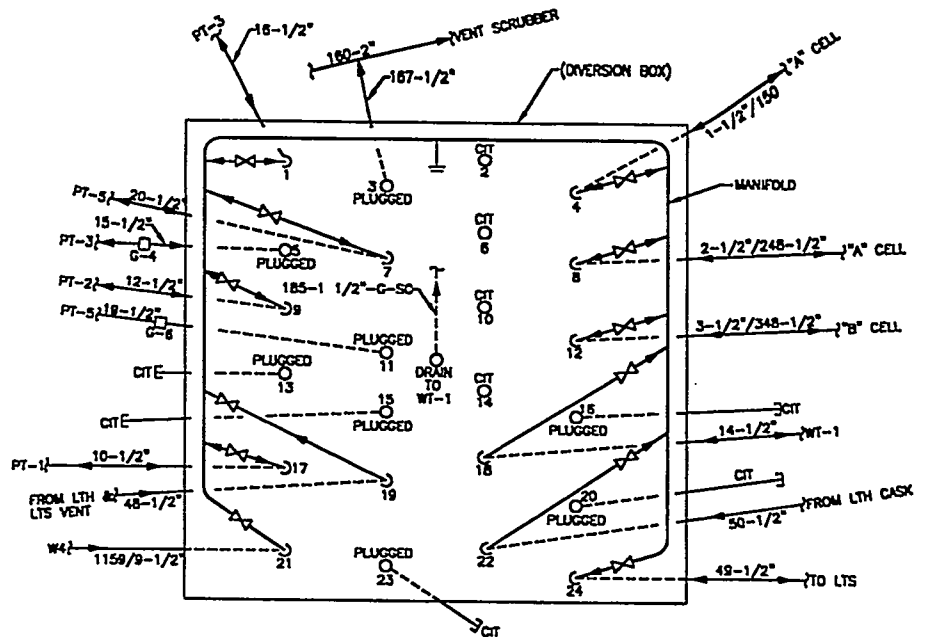 PT-3
16-1/2"
160-2"
VENT SCRUBBER
167-1/2"
(DIVERSION BOX)
"A" CELL
1-1/2"/150
CIT
1
3
PLUGGED
2
4
MANIFOLD
PT-5
20-1/2"
15-1/2"
PT-3
G-4
5
PLUGGED
7
6
CIT
8
2-1/2"/248-1/2"
"A" CELL
PT-2
12-1/2"
185-1 1/2"-G-SO
9
CIT
10
PT-5
19-1/2"
G-6
PLUGGED
11
12
3-1/2"/348-1/2"
"B" CELL
PLUGGED
13
DRAIN
TO
WT-1
CIT
14
CIT
CIT
15
PLUGGED
16
PLUGGED
CIT
PT-1
10-1/2"
17
18
14-1/2"
WT-1
FROM LTH &
LTS VENT
48-1/2"
19
20
PLUGGED
CIT
FROM LTH CASK
50-1/2"
W4
1159/9-1/2"
21
PLUGGED
23
22
24
49-1/2"
TO LTS
CIT